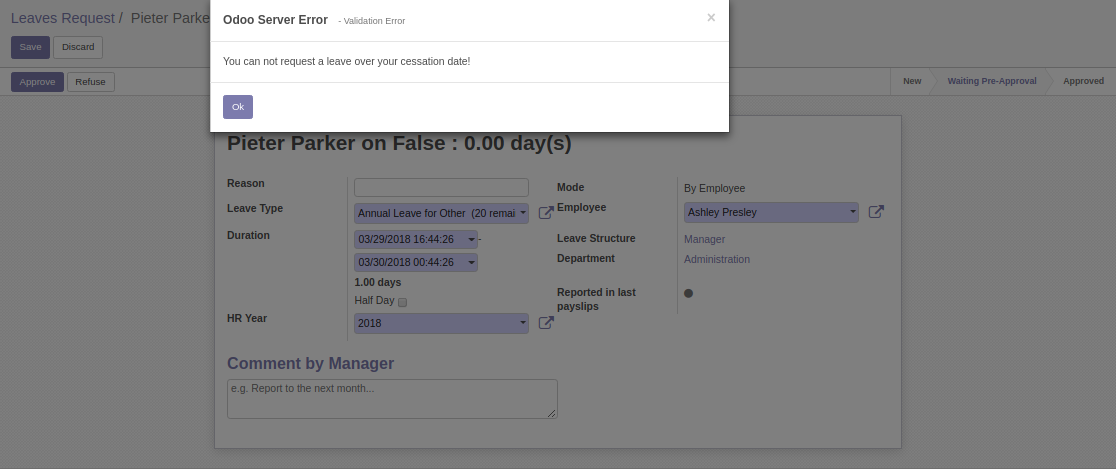 Leaves Request / Pieter Parke
Odoo Server Error - Validation Error ×
Save Discard
You can not request a leave over your cessation date!
Approve Refuse
New Waiting Pre-Approval Approved
Ok
Pieter Parker on False : 0.00 day(s)
Reason
Leave Type Annual Leave for Other (20 remai
Duration 03/29/2018 16:44:26 -
03/30/2018 00:44:26
1.00 days
Half Day
HR Year 2018
Mode By Employee
Employee Ashley Presley
Leave Structure Manager
Department Administration
Reported in last
payslips
Comment by Manager
e.g. Report to the next month...